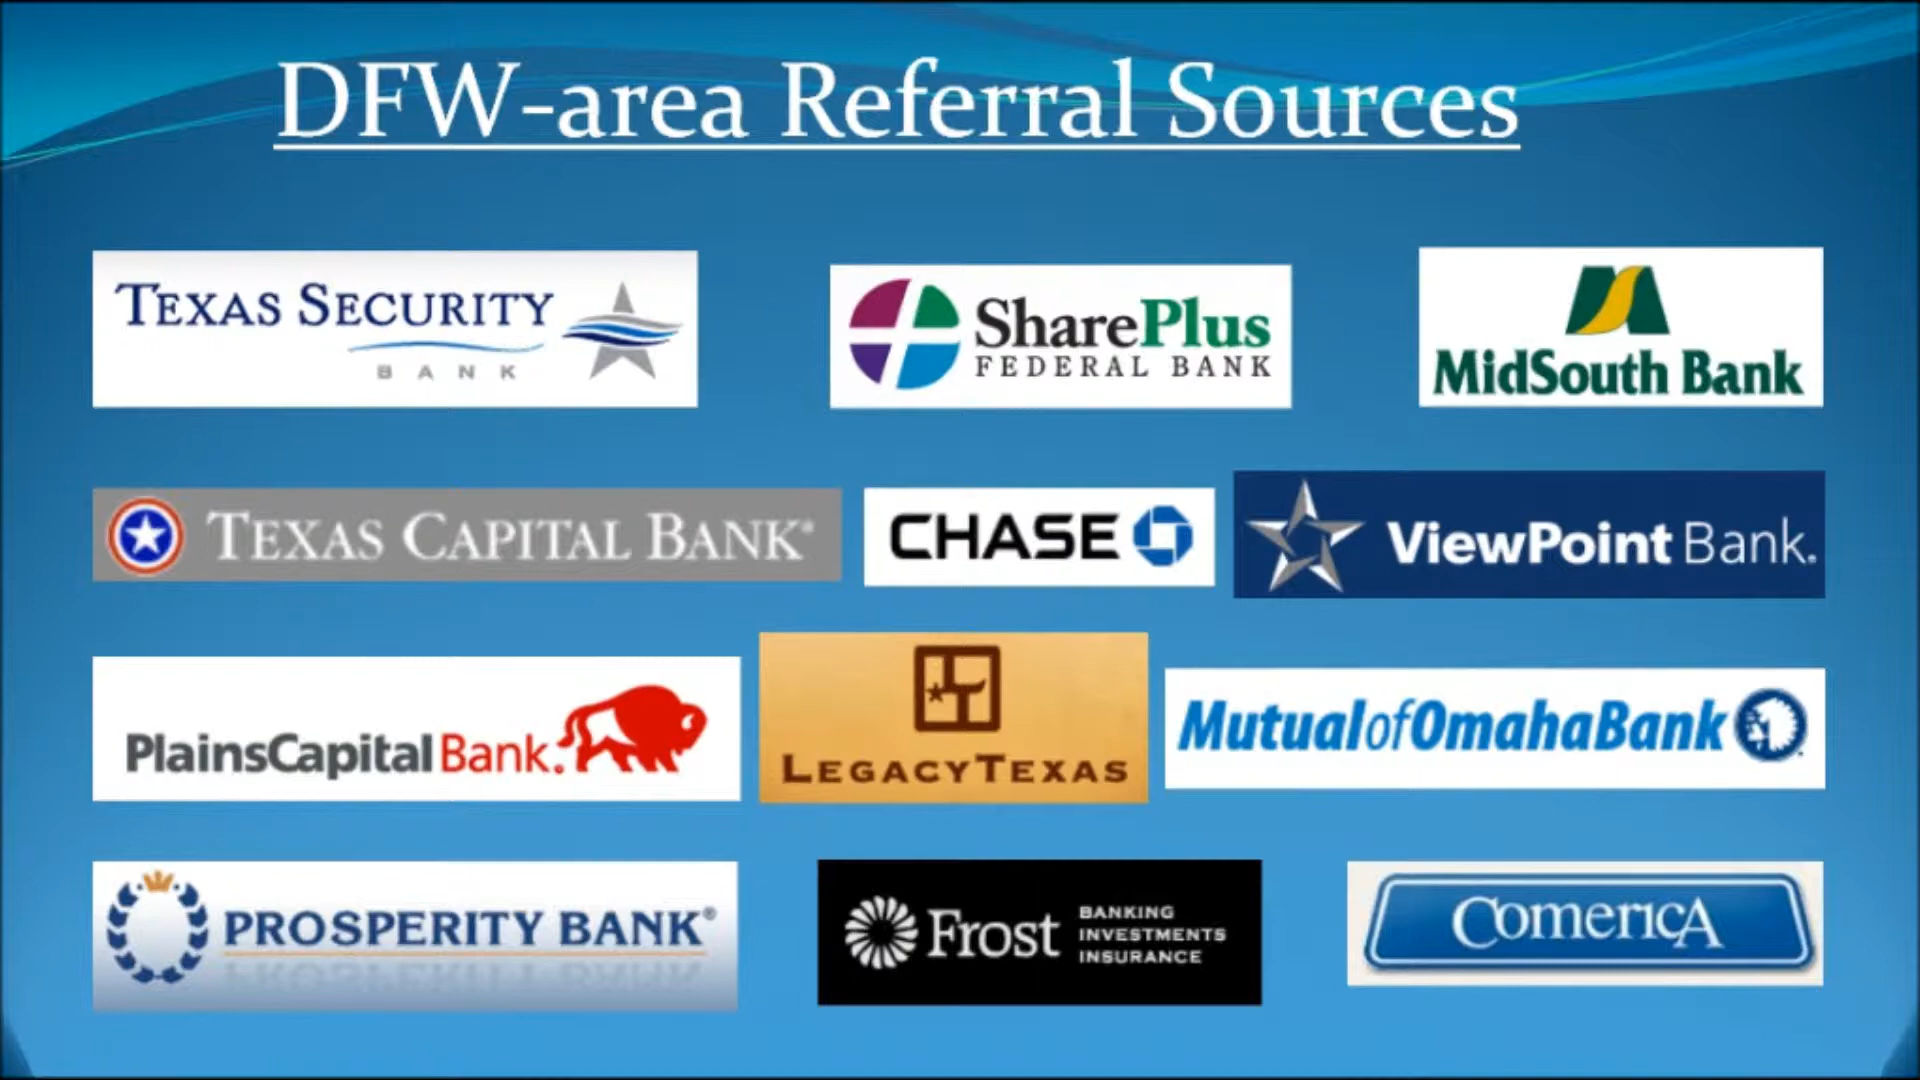 DFW-area Referral Sources
TEXAS SECURITY
BANK
SharePlus
FEDERAL BANK
MidSouth Bank
TEXAS CAPITAL BANK®
CHASE
ViewPoint Bank.
PlainsCapital Bank.
LT
LEGACYTEXAS
MutualofOmahaBank
PROSPERITY BANK®
Frost
BANKING
INVESTMENTS
INSURANCE
ComericA